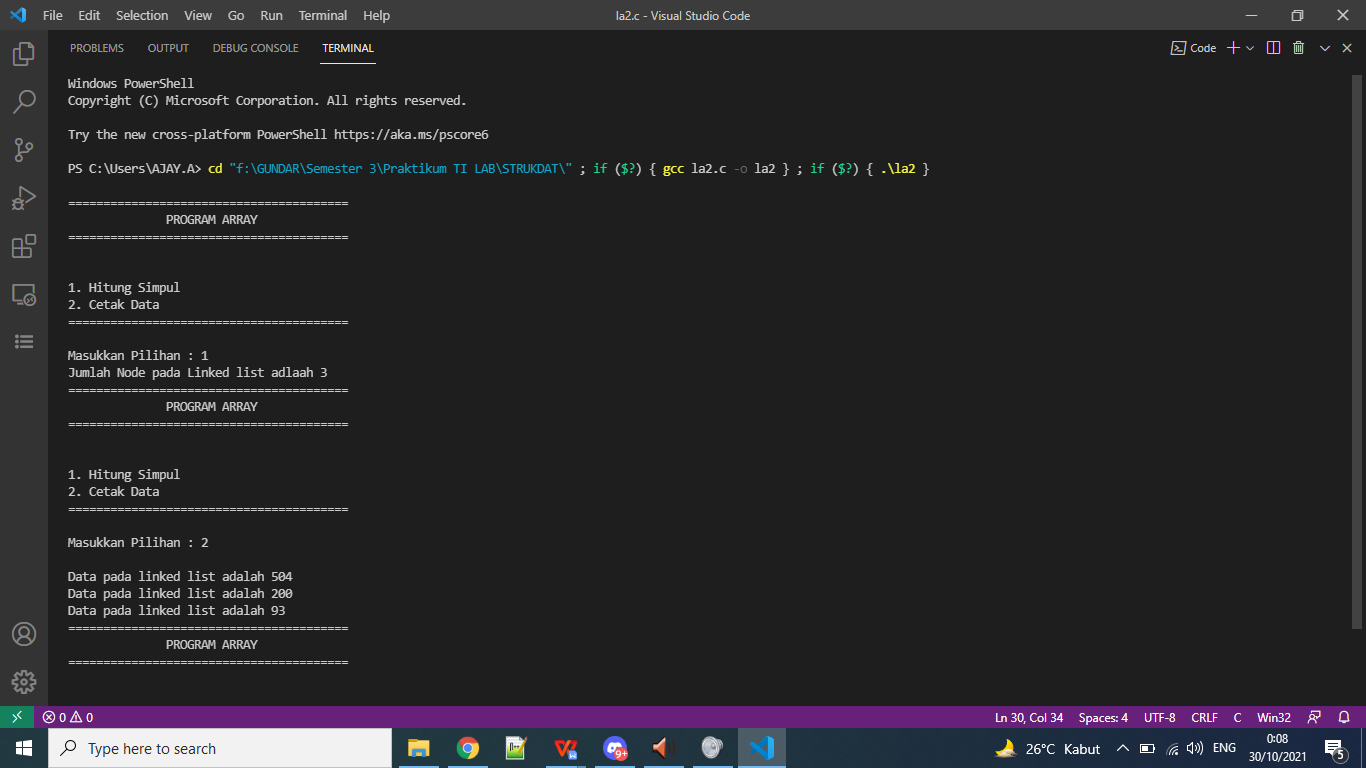 File Edit Selection View Go Run Terminal Help
la2.c - Visual Studio Code
PROBLEMS OUTPUT DEBUG CONSOLE TERMINAL
Code
Windows PowerShell
Copyright (C) Microsoft Corporation. All rights reserved.
Try the new cross-platform PowerShell https://aka.ms/pscore6
PS C:\Users\AJAY.A> cd "f:\GUNDAR\Semester 3\Praktikum TI LAB\STRUKDAT\" ; if ($?) { gcc la2.c -o la2 } ; if ($?) { .\la2 }
========================================
PROGRAM ARRAY
========================================
1. Hitung Simpul
2. Cetak Data
========================================
Masukkan Pilihan : 1
Jumlah Node pada Linked list adlaah 3
========================================
PROGRAM ARRAY
========================================
1. Hitung Simpul
2. Cetak Data
========================================
Masukkan Pilihan : 2
Data pada linked list adalah 504
Data pada linked list adalah 200
Data pada linked list adalah 93
========================================
PROGRAM ARRAY
========================================
0 0
Ln 30, Col 34 Spaces: 4 UTF-8 CRLF C Win32
Type here to search
9+
26°C Kabut
ENG
0:08
30/10/2021
5